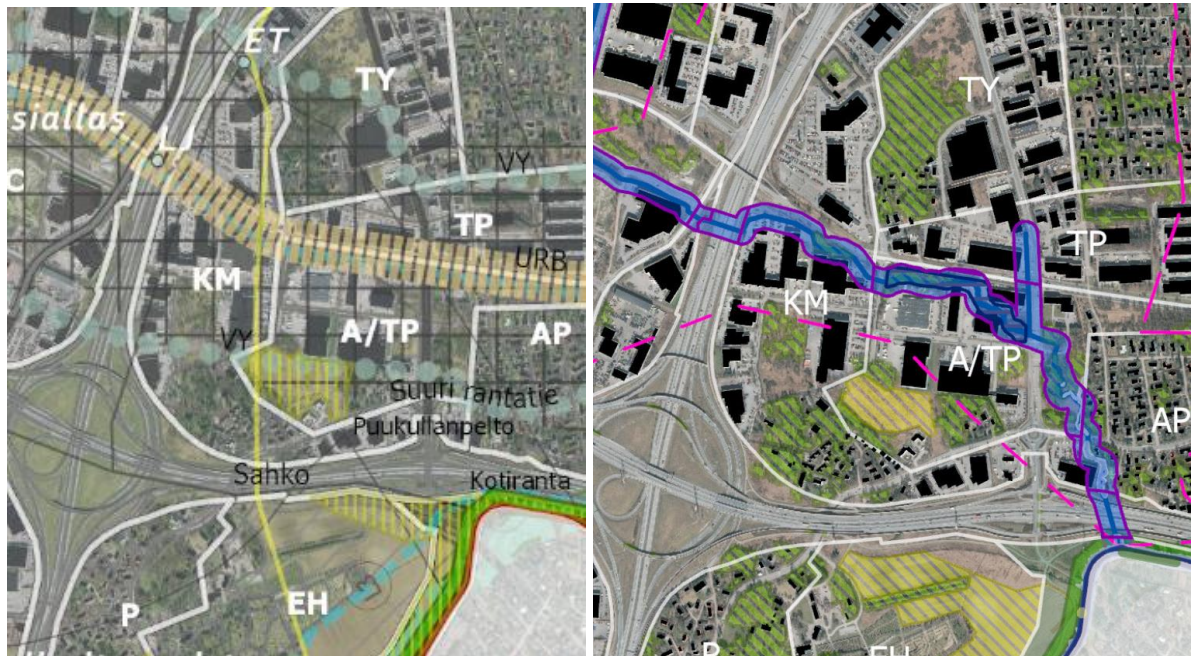 ET
TY
siallas
L
VY
C
TP
URB
KM
VY
A/TP
AP
Suuri rantatie
Puukullanpelto
Sahko
Kotiranta
EH
P
TY
TP
KM
A/TP
AP
P
EH